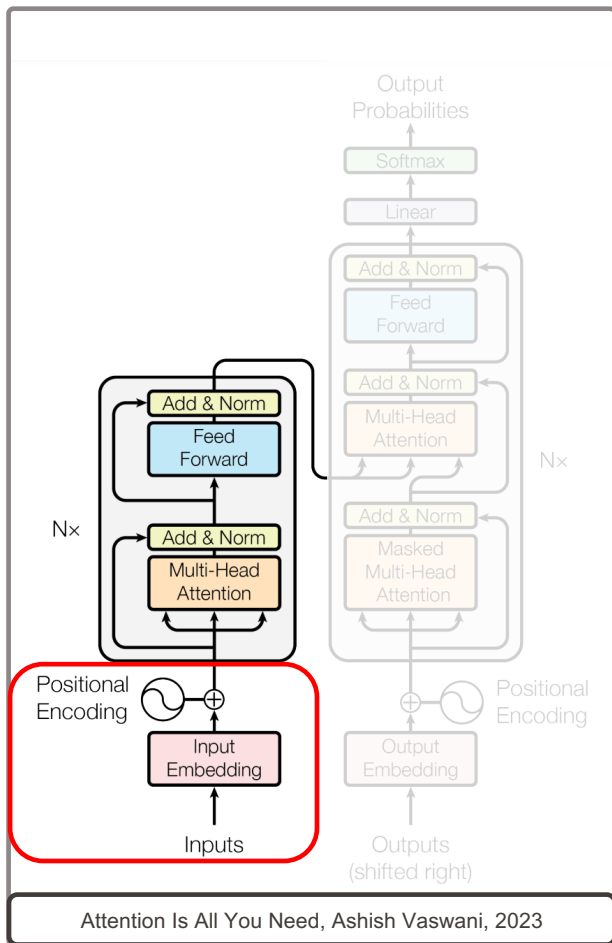 Output
Probabilities
Softmax
Linear
Add & Norm
Feed
Forward
Add & Norm
Multi-Head
Attention
Nx
Add & Norm
Masked
Multi-Head
Attention
Positional
Encoding
Output
Embedding
Outputs
(shifted right)
Add & Norm
Feed
Forward
N×
Add & Norm
Multi-Head
Attention
Positional
Encoding
Input
Embedding
Inputs
Attention Is All You Need, Ashish Vaswani, 2023